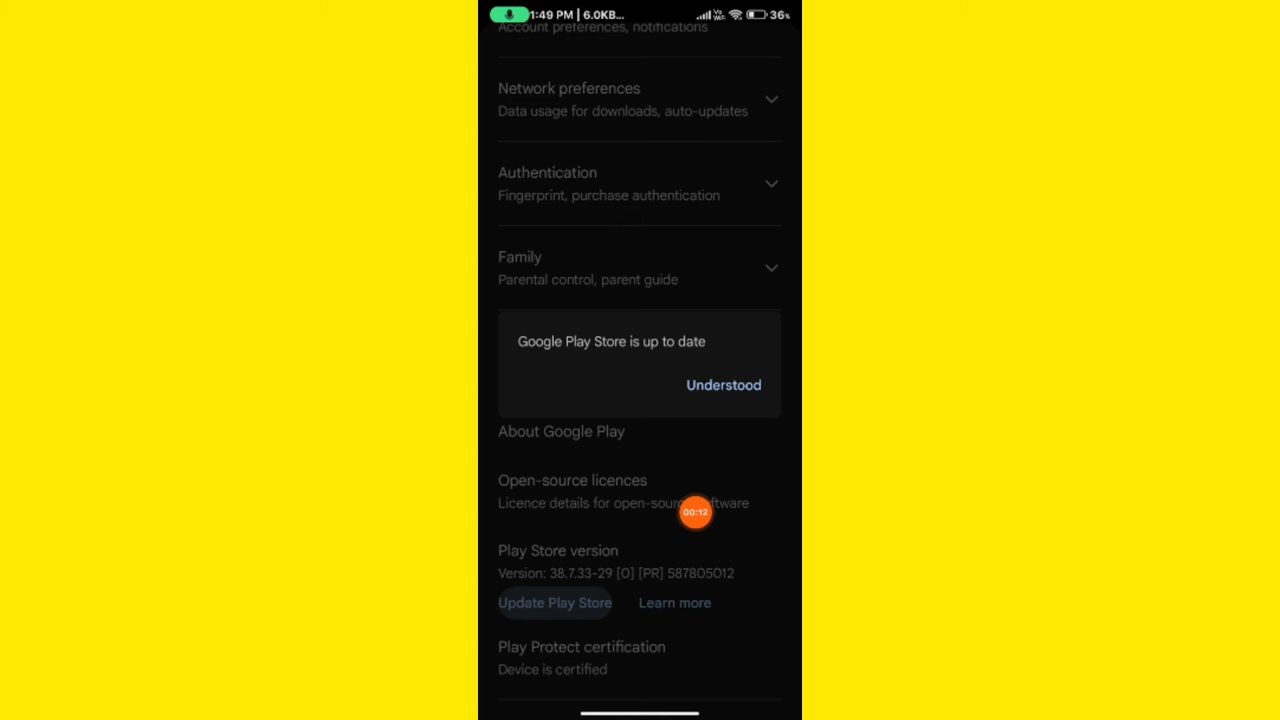 1:49 PM | 6.0KB... Vo WiFi 36%
Account preferences, notifications
Network preferences
Data usage for downloads, auto-updates
Authentication
Fingerprint, purchase authentication
Family
Parental control, parent guide
Google Play Store is up to date
Understood
About Google Play
Open-source licences
Licence details for open-source software
00:12
Play Store version
Version: 38.7.33-29 [0] [PR] 587805012
Update Play Store Learn more
Play Protect certification
Device is certified